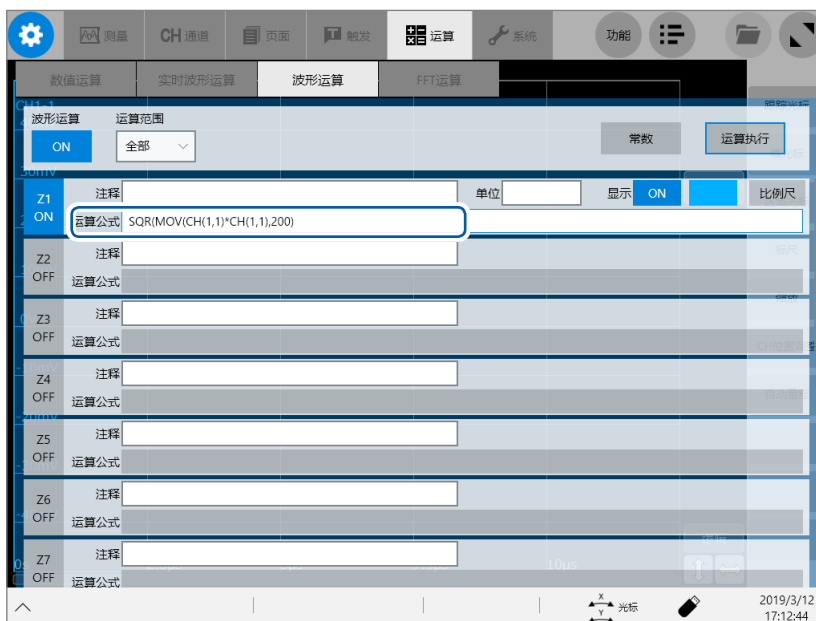 测量 CH 通道 页面 触发 运算 系统 功能
数值运算 实时波形运算 波形运算 FFT运算
CH1-1
波形运算 运算范围
ON 全部 常数 运算执行
Z1 注释 单位 显示 ON 比例尺
ON 运算公式 SQR(MOV(CH(1,1)*CH(1,1),200)
Z2 注释
OFF 运算公式
Z3 注释
OFF 运算公式
Z4 注释
OFF 运算公式
Z5 注释
OFF 运算公式
Z6 注释
OFF 运算公式
Z7 注释
10μs
OFF 运算公式
X
Y 光标
2019/3/12
17:12:44